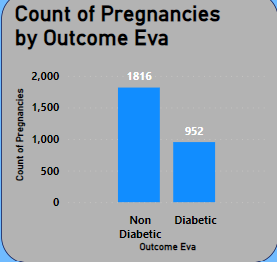 Count of Pregnancies
by Outcome Eva
2,000
1,500
1,000
500
0
Count of Pregnancies
1816
952
Non
Diabetic
Diabetic
Outcome Eva